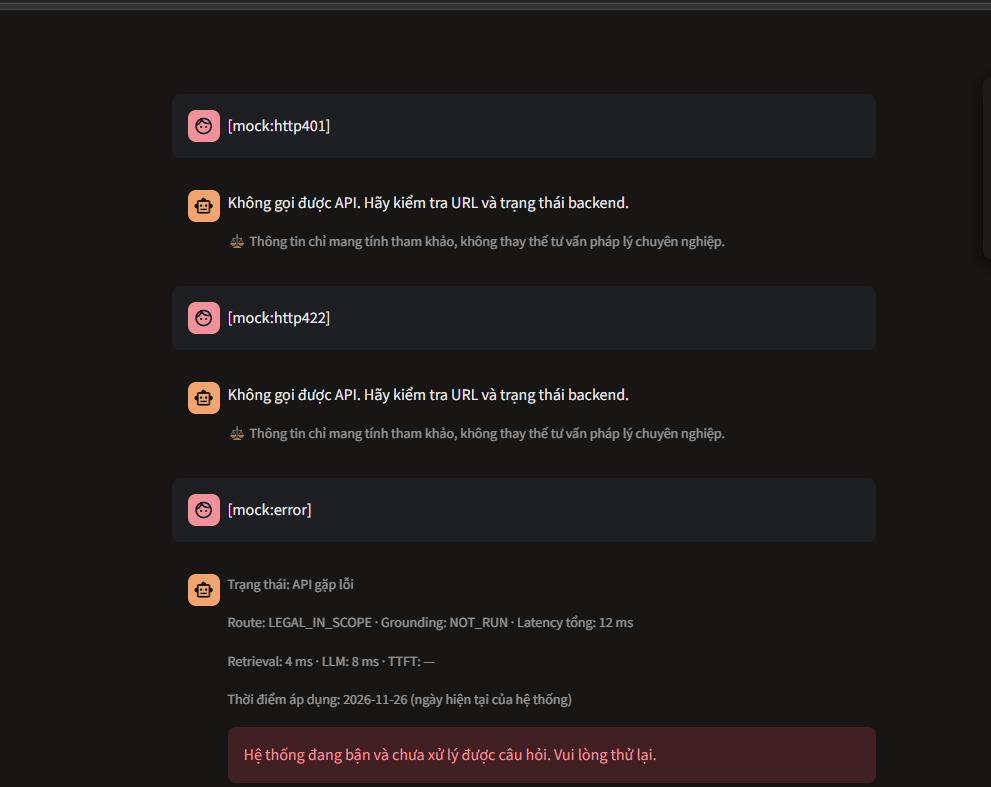 [mock:http401]
Không gọi được API. Hãy kiểm tra URL và trạng thái backend.
⚖️ Thông tin chỉ mang tính tham khảo, không thay thế tư vấn pháp lý chuyên nghiệp.
[mock:http422]
Không gọi được API. Hãy kiểm tra URL và trạng thái backend.
⚖️ Thông tin chỉ mang tính tham khảo, không thay thế tư vấn pháp lý chuyên nghiệp.
[mock:error]
Trạng thái: API gặp lỗi
Route: LEGAL_IN_SCOPE · Grounding: NOT_RUN · Latency tổng: 12 ms
Retrieval: 4 ms · LLM: 8 ms · TTFT: —
Thời điểm áp dụng: 2026-11-26 (ngày hiện tại của hệ thống)
Hệ thống đang bận và chưa xử lý được câu hỏi. Vui lòng thử lại.